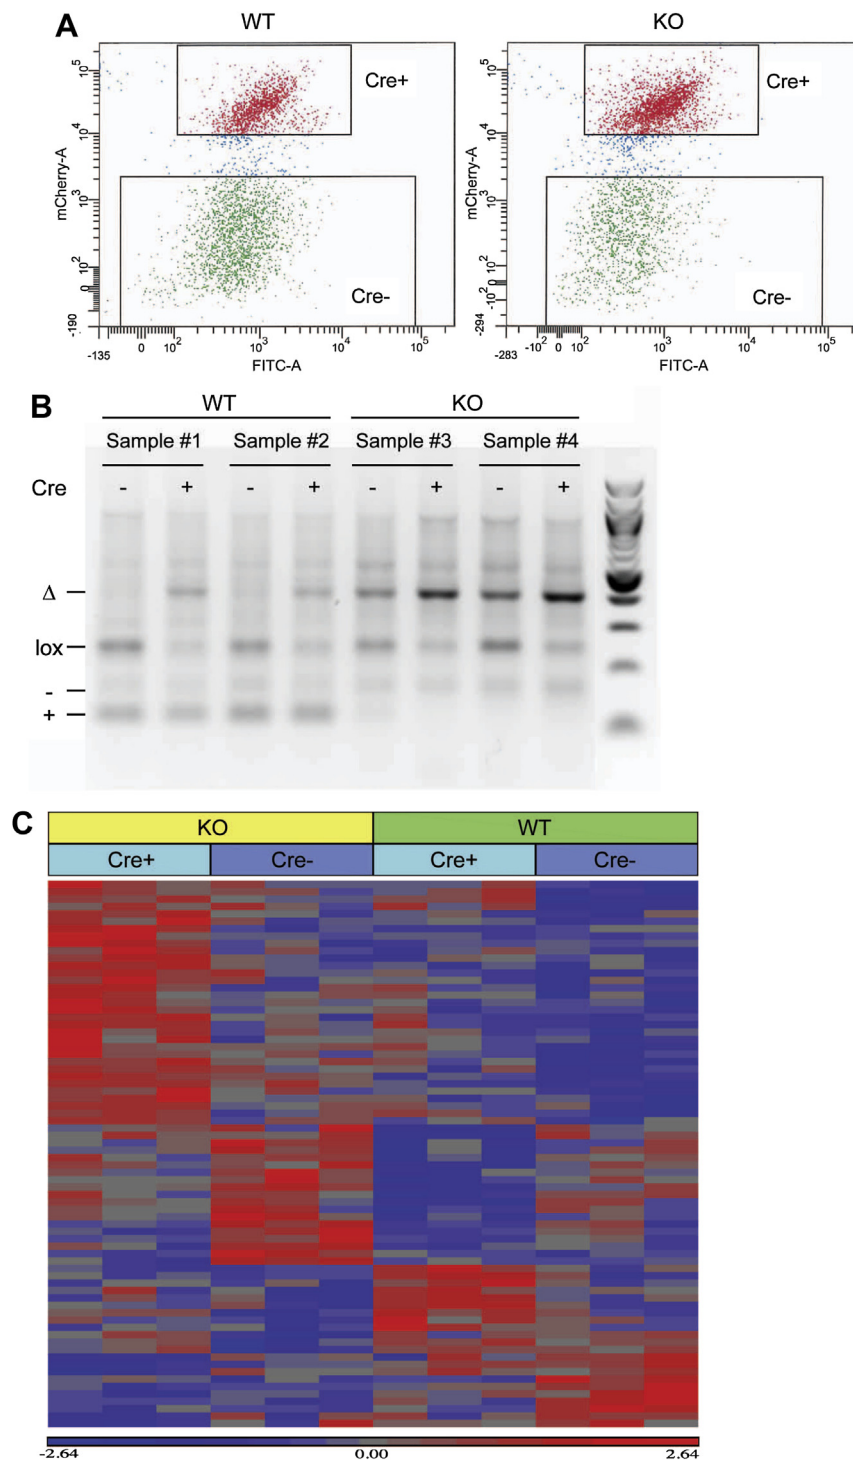 A
WT
KO
Cre+
Cre-
mCherry-A
10^5
10^4
10^3
10^2
0
-190
-135
0
10^2
10^3
10^4
10^5
FITC-A
Cre+
Cre-
mCherry-A
10^5
10^4
10^3
10^2
0
-10^2
-294
-283
-10^2
0
10^2
10^3
10^4
10^5
FITC-A
B
WT
KO
Sample #1
Sample #2
Sample #3
Sample #4
Cre - + - + - + - +
Δ
lox
-
+
C
KO
WT
Cre+
Cre-
Cre+
Cre-
-2.64
0.00
2.64